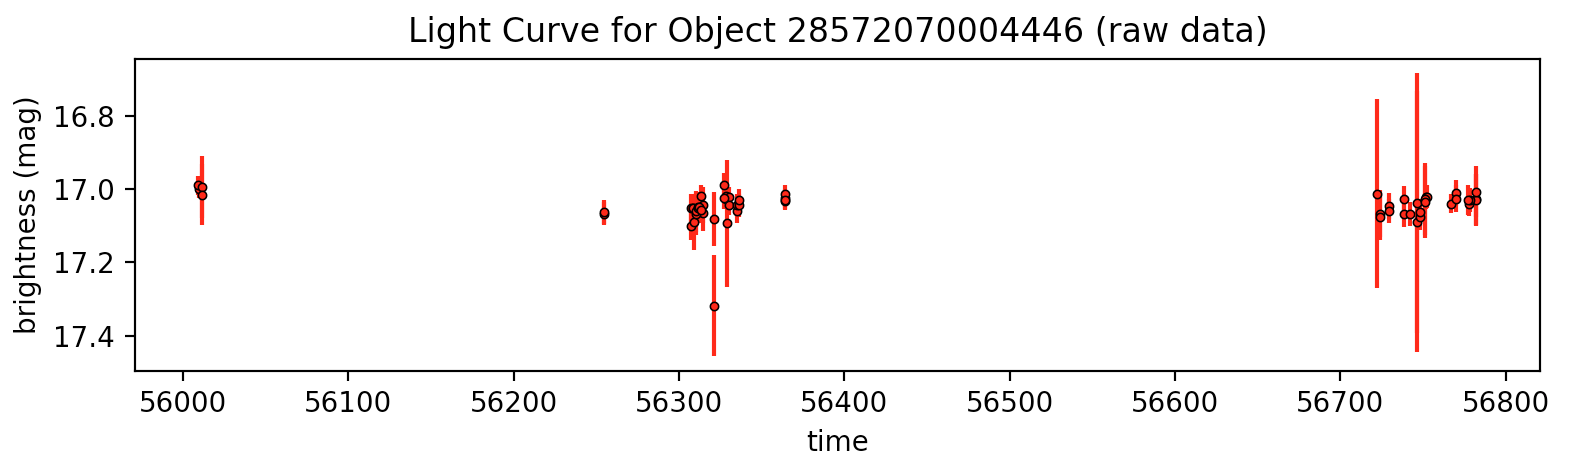 Light Curve for Object 28572070004446 (raw data)
brightness (mag)
16.8
17.0
17.2
17.4
56000 56100 56200 56300 56400 56500 56600 56700 56800
time